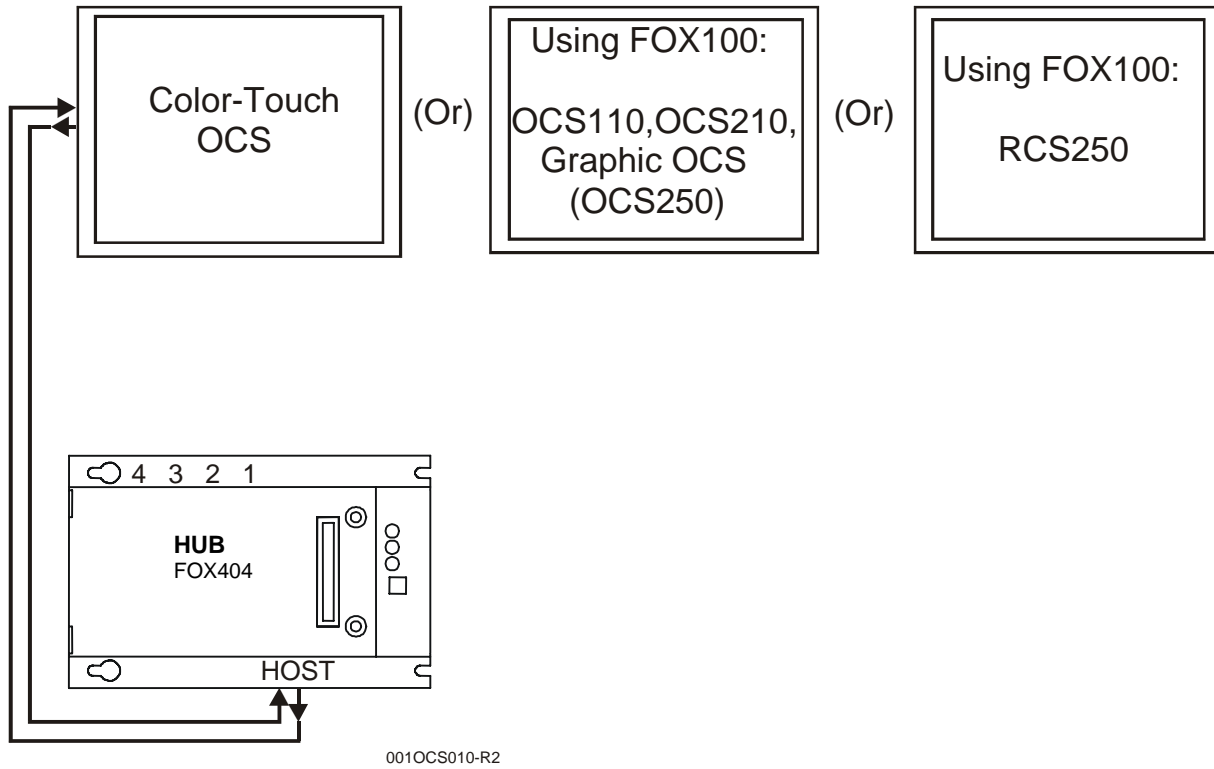 Color-Touch
OCS
(Or)
Using FOX100:
OCS110,OCS210,
Graphic OCS
(OCS250)
(Or)
Using FOX100:
RCS250
4 3 2 1
HUB
FOX404
HOST
001OCS010-R2